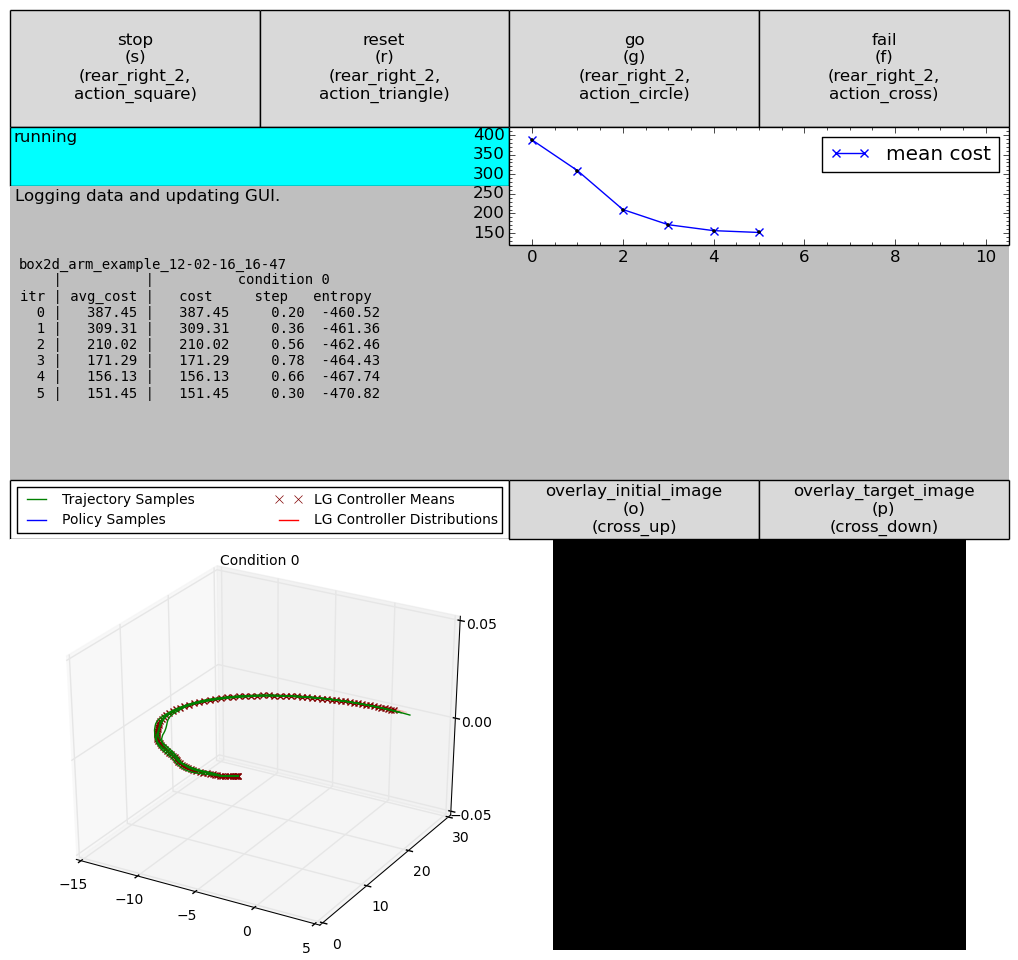 stop
(s)
(rear_right_2,
action_square)
reset
(r)
(rear_right_2,
action_triangle)
go
(g)
(rear_right_2,
action_circle)
fail
(f)
(rear_right_2,
action_cross)
running
400
350
300
250
200
150
mean cost
0 2 4 6 8 10
Logging data and updating GUI.
box2d_arm_example_12-02-16_16-47
| | condition 0
itr | avg_cost | cost step entropy
0 | 387.45 | 387.45 0.20 -460.52
1 | 309.31 | 309.31 0.36 -461.36
2 | 210.02 | 210.02 0.56 -462.46
3 | 171.29 | 171.29 0.78 -464.43
4 | 156.13 | 156.13 0.66 -467.74
5 | 151.45 | 151.45 0.30 -470.82
Trajectory Samples
Policy Samples
LG Controller Means
LG Controller Distributions
overlay_initial_image
(o)
(cross_up)
overlay_target_image
(p)
(cross_down)
Condition 0
0.05
0.00
−0.05
30
20
10
0
−15
−10
−5
0
5